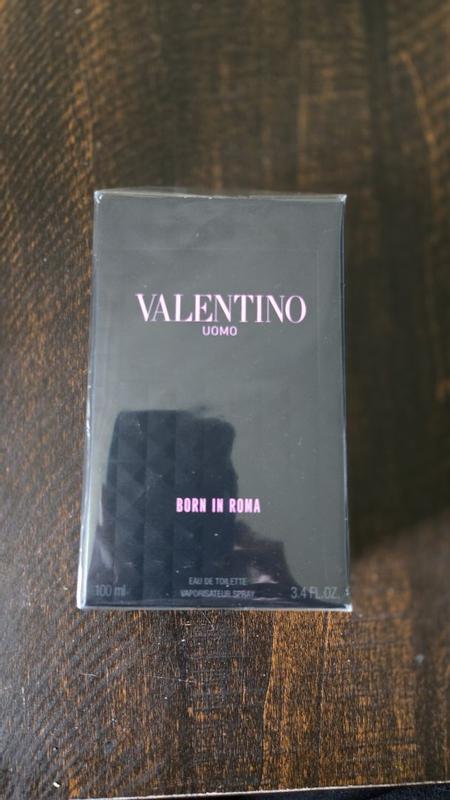 VALENTINO
UOMO
BORN IN ROMA
EAU DE TOILETTE
100 ml VAPORISATEUR SPRAY 3.4 FL.OZ.